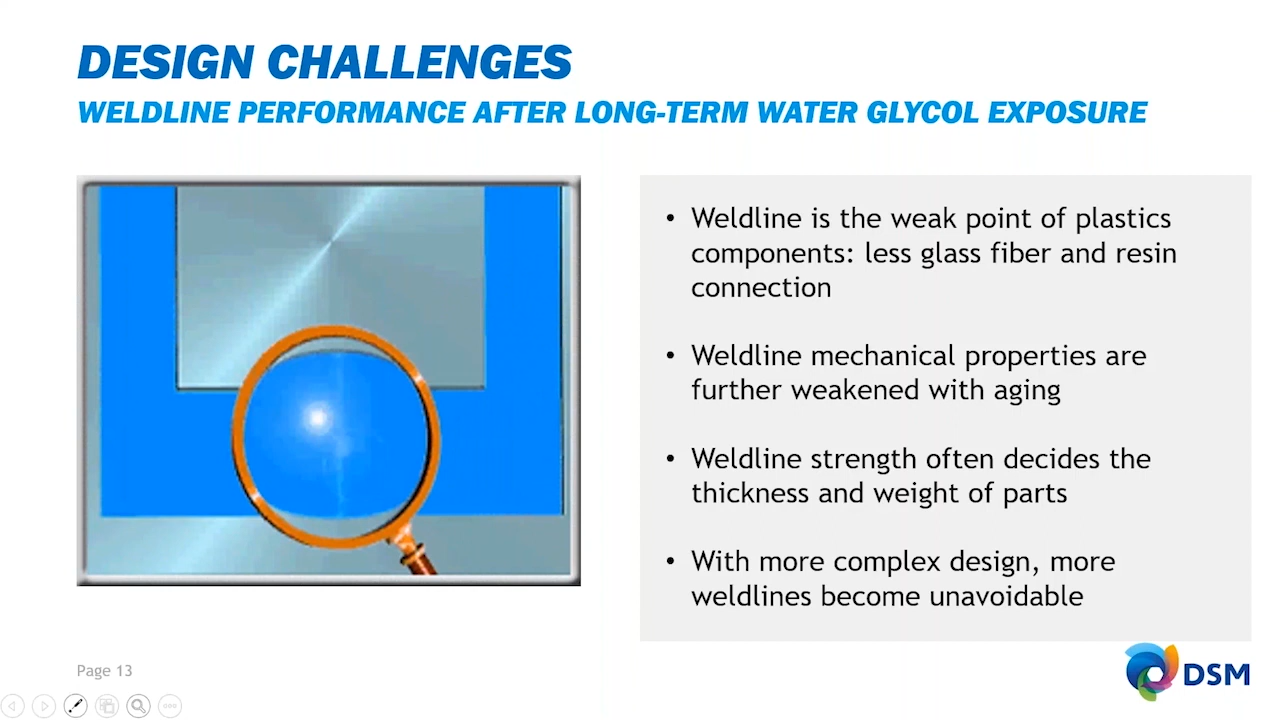 DESIGN CHALLENGES
WELDLINE PERFORMANCE AFTER LONG-TERM WATER GLYCOL EXPOSURE
• Weldline is the weak point of plastics
components: less glass fiber and resin
connection
• Weldline mechanical properties are
further weakened with aging
• Weldline strength often decides the
thickness and weight of parts
• With more complex design, more
weldlines become unavoidable
Page 13
DSM